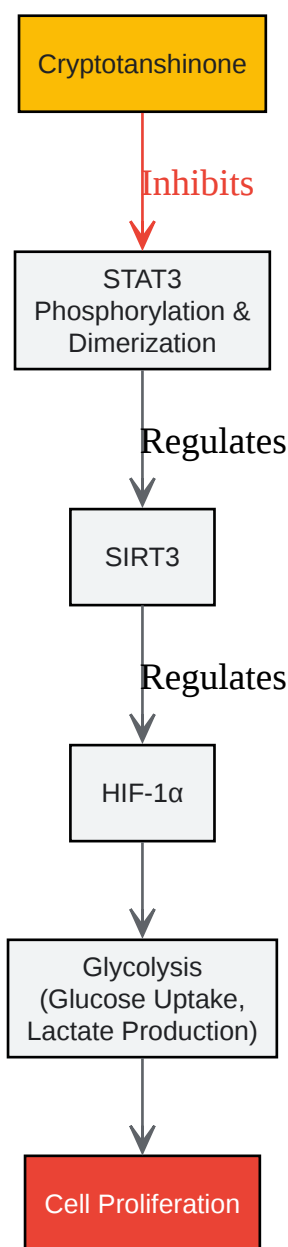 Cryptotanshinone
Inhibits
STAT3
Phosphorylation &
Dimerization
Regulates
SIRT3
Regulates
HIF-1α
Glycolysis
(Glucose Uptake,
Lactate Production)
Cell Proliferation